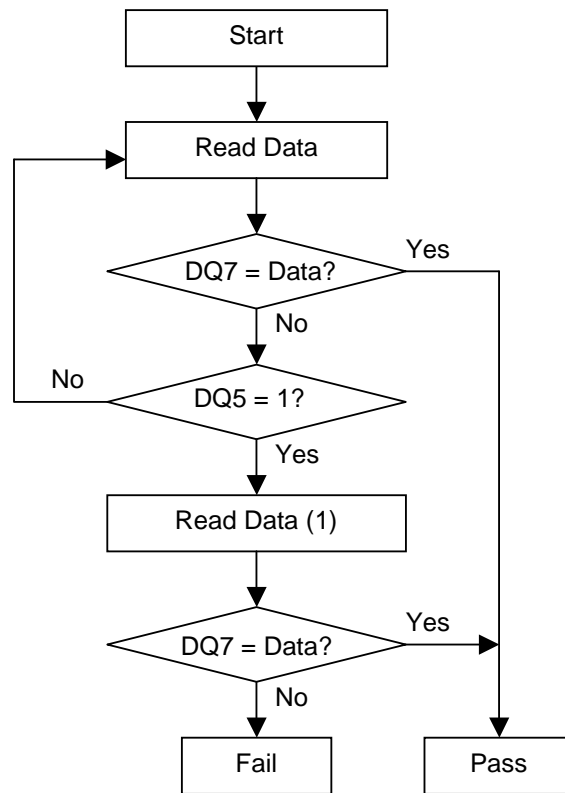 Start
Read Data
DQ7 = Data?
Yes
No
DQ5 = 1?
No
Yes
Read Data (1)
DQ7 = Data?
Yes
No
Fail
Pass